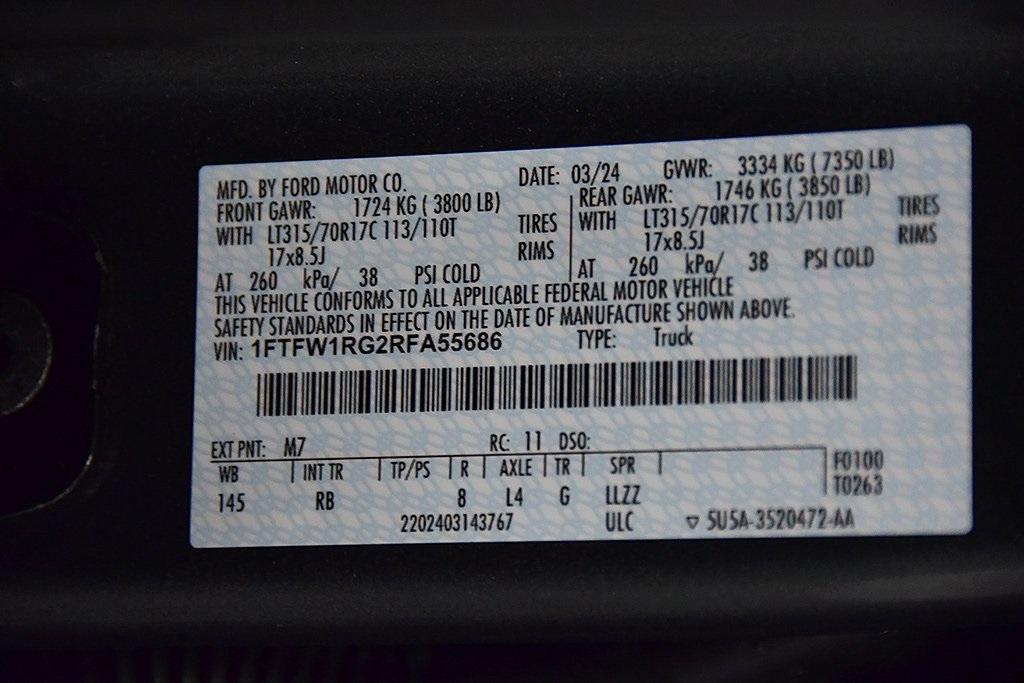 MFD. BY FORD MOTOR CO. DATE: 03/24 GVWR: 3334 KG ( 7350 LB)
FRONT GAWR: 1724 KG ( 3800 LB) REAR GAWR: 1746 KG ( 3850 LB)
WITH LT315/70R17C 113/110T TIRES WITH LT315/70R17C 113/110T TIRES
17x8.5J RIMS 17x8.5J RIMS
AT 260 kPa/ 38 PSI COLD AT 260 kPa/ 38 PSI COLD
THIS VEHICLE CONFORMS TO ALL APPLICABLE FEDERAL MOTOR VEHICLE
SAFETY STANDARDS IN EFFECT ON THE DATE OF MANUFACTURE SHOWN ABOVE.
VIN: 1FTFW1RG2RFA55686 TYPE: Truck
EXT PNT: M7 RC: 11 DSO:
WB INT TR TP/PS R AXLE TR SPR F0100
145 RB 8 L4 G LLZZ T0263
2202403143767 ULC ▽ 5U5A-3520472-AA